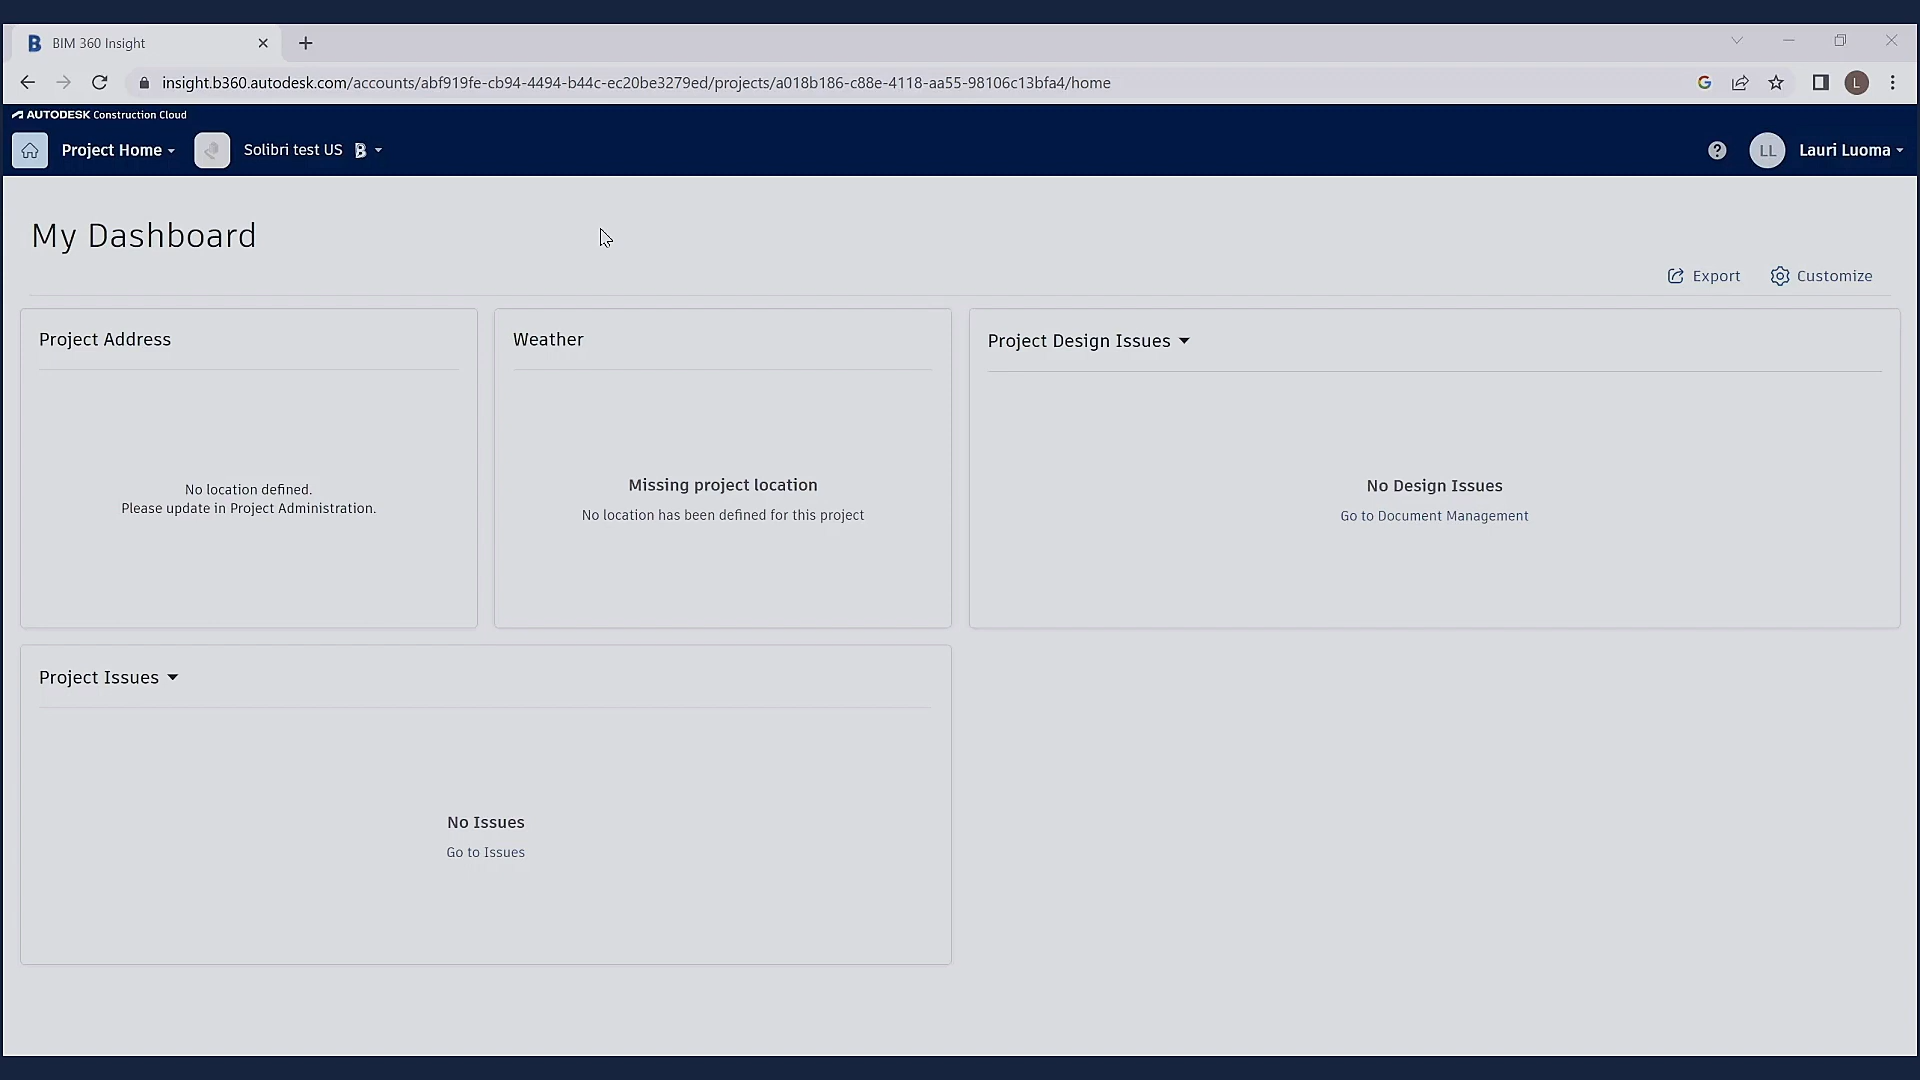 BIM 360 Insight
insight.b360.autodesk.com/accounts/abf919fe-cb94-4494-b44c-ec20be3279ed/projects/a018b186-c88e-4118-aa55-98106c13bfa4/home
L
AUTODESK Construction Cloud
Project Home
Solibri test US
LL
Lauri Luoma
My Dashboard
Export
Customize
Project Address
No location defined.
Please update in Project Administration.
Weather
Missing project location
No location has been defined for this project
Project Design Issues
No Design Issues
Go to Document Management
Project Issues
No Issues
Go to Issues